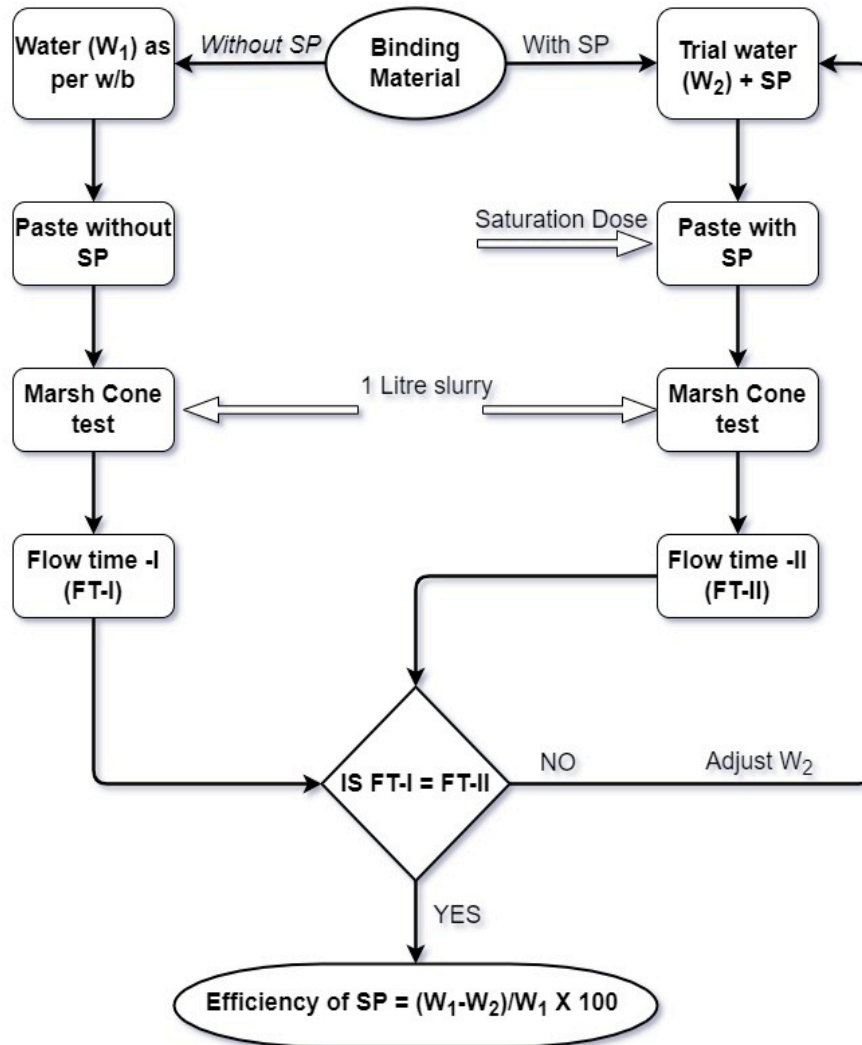 Water (W₁) as
per w/b
Without SP
Binding
Material
With SP
Trial water
(W₂) + SP
Paste without
SP
Saturation Dose
Paste with
SP
Marsh Cone
test
1 Litre slurry
Marsh Cone
test
Flow time -I
(FT-I)
Flow time -II
(FT-II)
IS FT-I = FT-II
NO
Adjust W₂
YES
Efficiency of SP = (W₁-W₂)/W₁ X 100